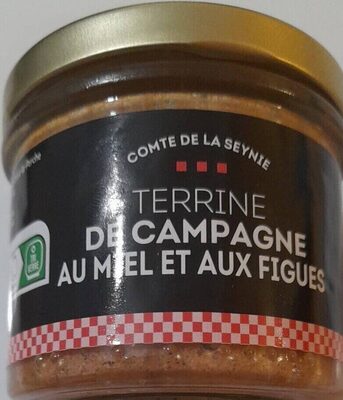 COMTE DE LA SEYNIE
TERRINE
DE CAMPAGNE
AU MIEL ET AUX FIGUES